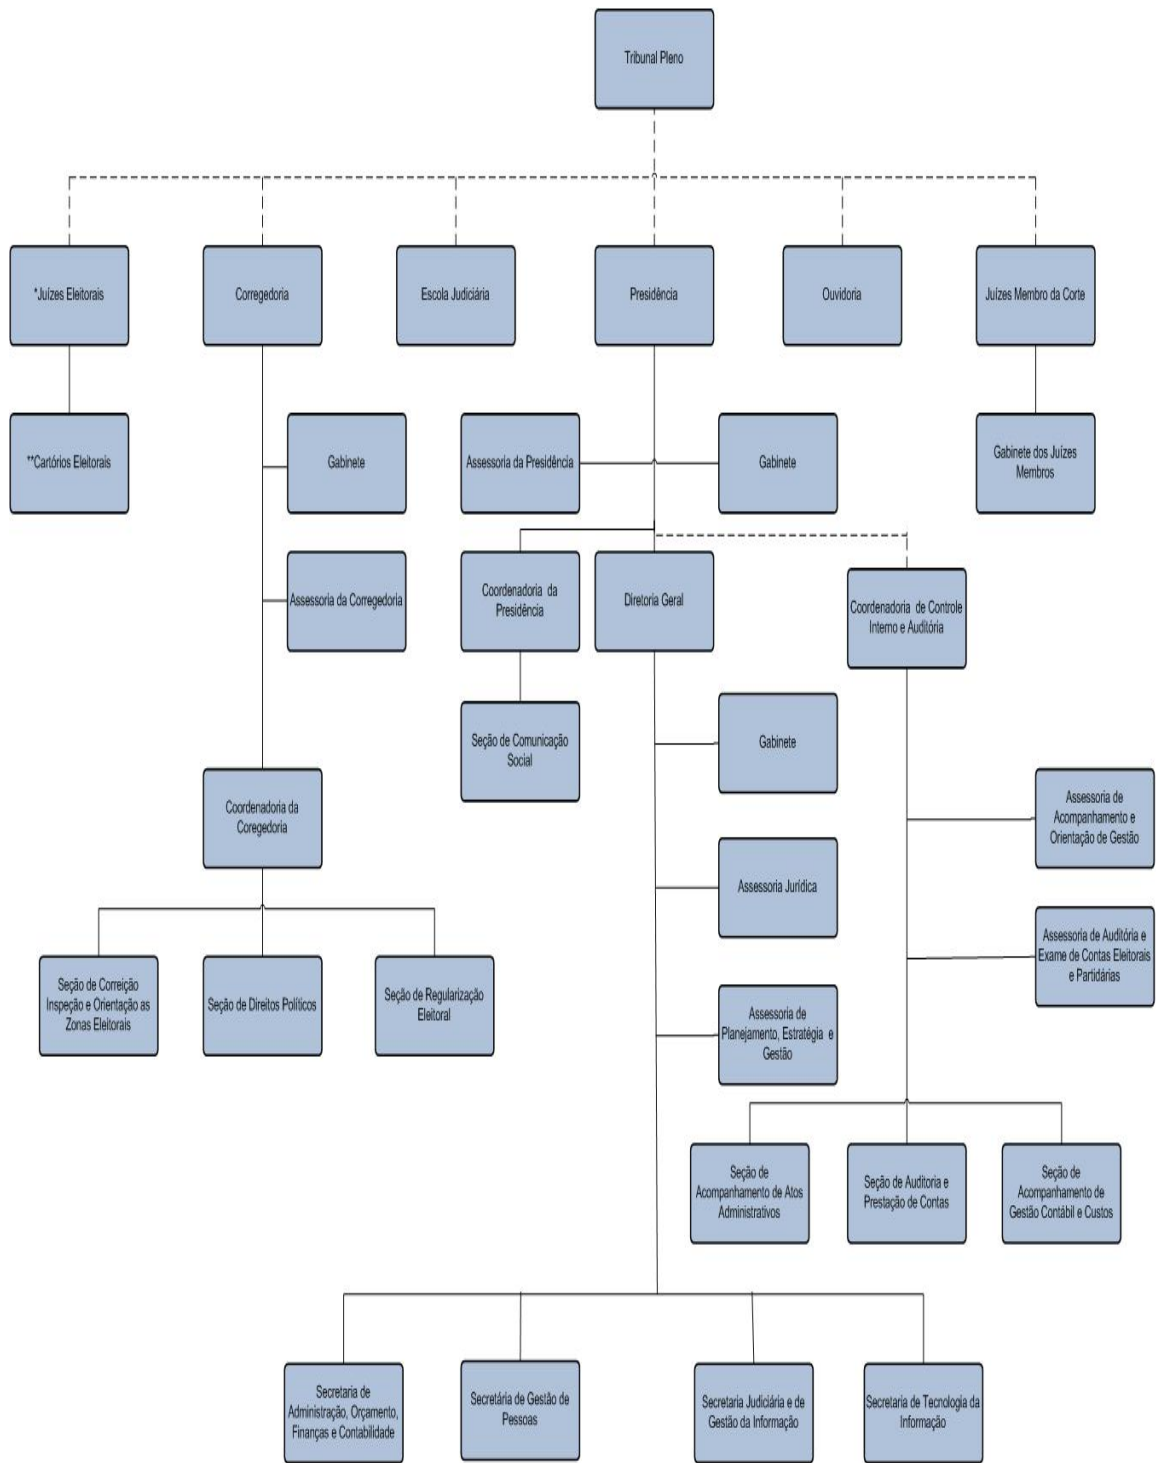 Tribunal Pleno
*Juízes Eleitorais
Corregedoria
Escola Judiciária
Presidência
Ouvidoria
Juízes Membro da Corte
**Cartórios Eleitorais
Gabinete
Assessoria da Presidência
Gabinete
Gabinete dos Juízes
Membros
Assessoria da Corregedoria
Coordenadoria da
Presidência
Diretoria Geral
Coordenadoria de Controle
Interno e Auditória
Seção de Comunicação
Social
Gabinete
Coordenadoria da
Coregedoria
Assessoria de
Acompanhamento e
Orientação de Gestão
Assessoria Jurídica
Assessoria de Auditória e
Exame de Contas Eleitorais
e Partidárias
Seção de Correição
Inspeção e Orientação as
Zonas Eleitorais
Seção de Direitos Políticos
Seção de Regularização
Eleitoral
Assessoria de
Planejamento, Estratégia e
Gestão
Seção de
Acompanhamento de Atos
Administrativos
Seção de Auditoria e
Prestação de Contas
Seção de
Acompanhamento de
Gestão Contábil e Custos
Secretaria de
Administração, Orçamento,
Finanças e Contabilidade
Secretária de Gestão de
Pessoas
Secretaria Judiciária e de
Gestão da Informação
Secretaria de Tecnologia da
Informação